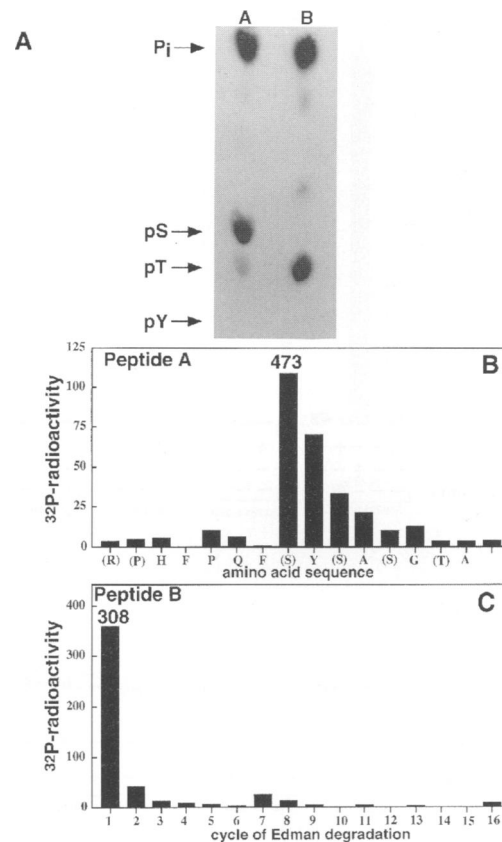 A
A B
Pi
pS
pT
pY
B
Peptide A
473
125
100
75
50
25
0
32P-radioactivity
(R) (P) H F P Q F (S) Y (S) A (S) G (T) A
amino acid sequence
C
Peptide B
308
400
300
200
100
0
32P-radioactivity
1 2 3 4 5 6 7 8 9 10 11 12 13 14 15 16
cycle of Edman degradation